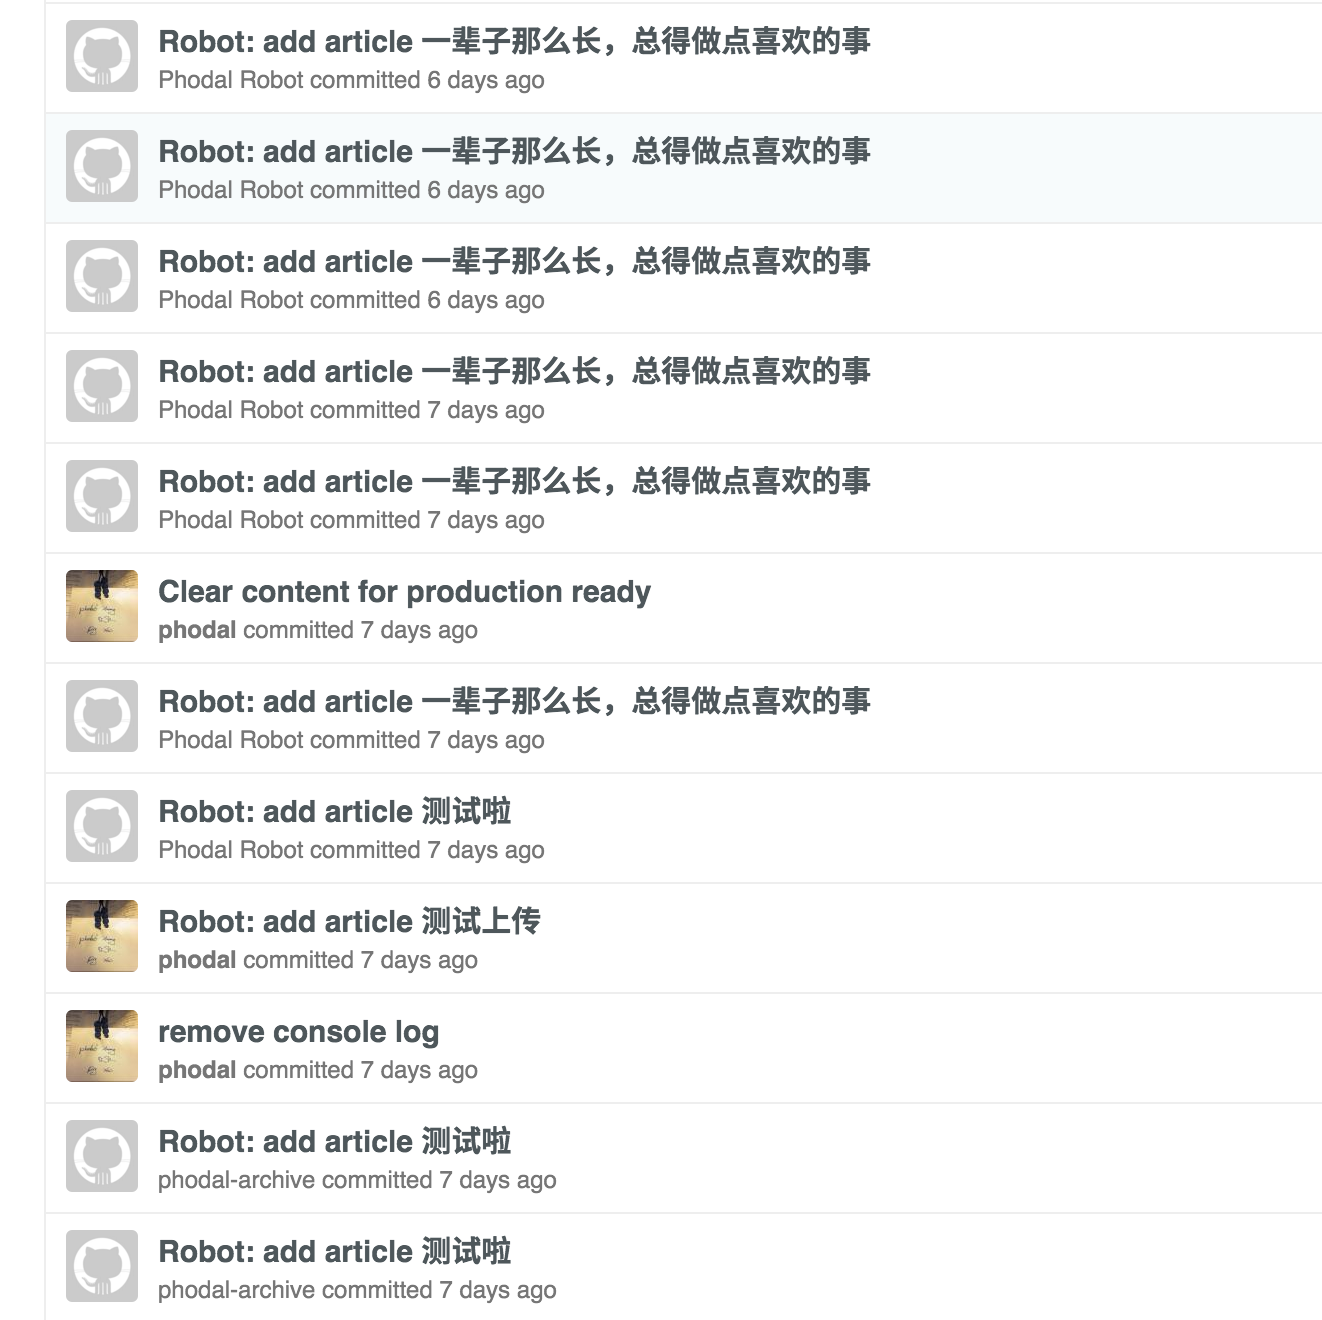 Robot: add article 一辈子那么长，总得做点喜欢的事
Phodal Robot committed 6 days ago
Robot: add article 一辈子那么长，总得做点喜欢的事
Phodal Robot committed 6 days ago
Robot: add article 一辈子那么长，总得做点喜欢的事
Phodal Robot committed 6 days ago
Robot: add article 一辈子那么长，总得做点喜欢的事
Phodal Robot committed 7 days ago
Robot: add article 一辈子那么长，总得做点喜欢的事
Phodal Robot committed 7 days ago
Clear content for production ready
phodal committed 7 days ago
Robot: add article 一辈子那么长，总得做点喜欢的事
Phodal Robot committed 7 days ago
Robot: add article 测试啦
Phodal Robot committed 7 days ago
Robot: add article 测试上传
phodal committed 7 days ago
remove console log
phodal committed 7 days ago
Robot: add article 测试啦
phodal-archive committed 7 days ago
Robot: add article 测试啦
phodal-archive committed 7 days ago